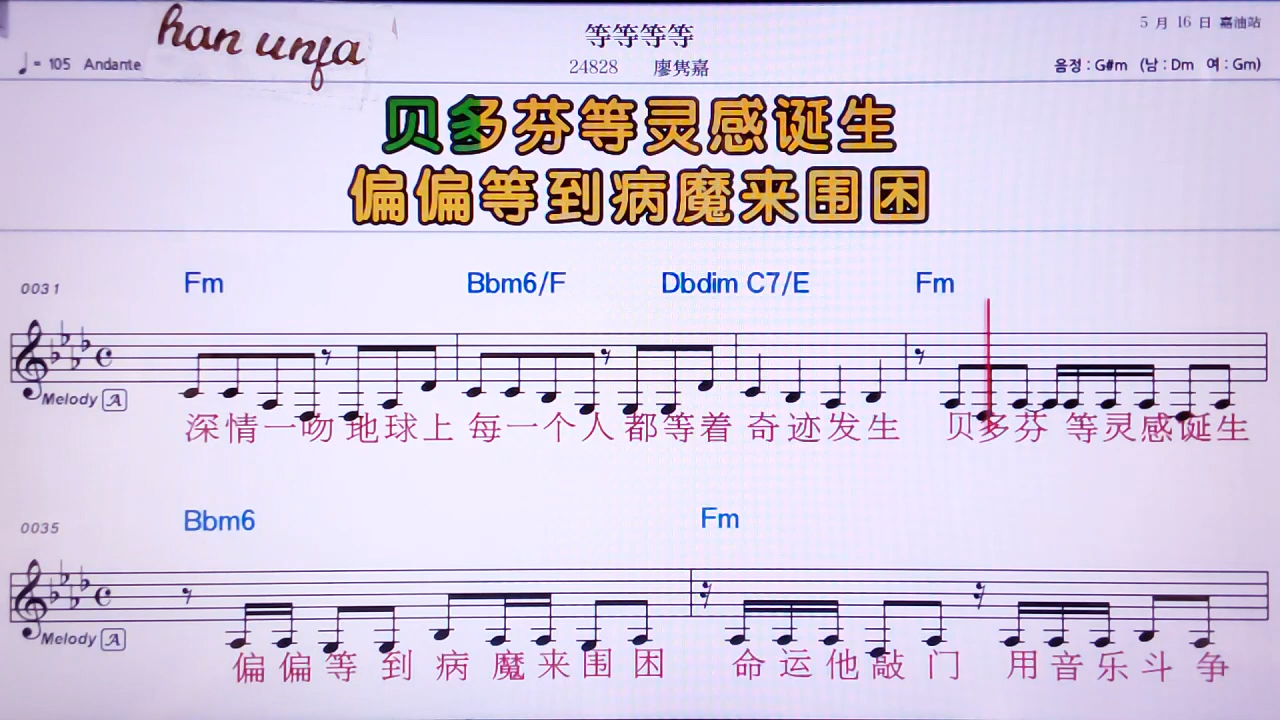 han unfa
等等等等
5 月 16 日 嘉油站
♩= 105 Andante
24828 廖隽嘉
음정 : G#m (남 : Dm 여 : Gm)
贝多芬等灵感诞生
偏偏等到病魔来围困
0031
Fm Bbm6/F Dbdim C7/E Fm
Melody A
深情一吻 地球上 每一个人 都等着 奇迹发生 贝多芬 等灵感诞生
0035
Bbm6 Fm
Melody A
偏偏等到病魔来围困 命运他敲门 用音乐斗争